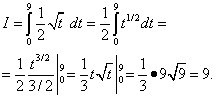 I = ∫₀⁹ 1/2 √t dt = 1/2 ∫₀⁹ t^{1/2} dt =
= 1/2 t^{3/2}/(3/2) |₀⁹ = 1/3 t√t |₀⁹ = 1/3 • 9√9 = 9.